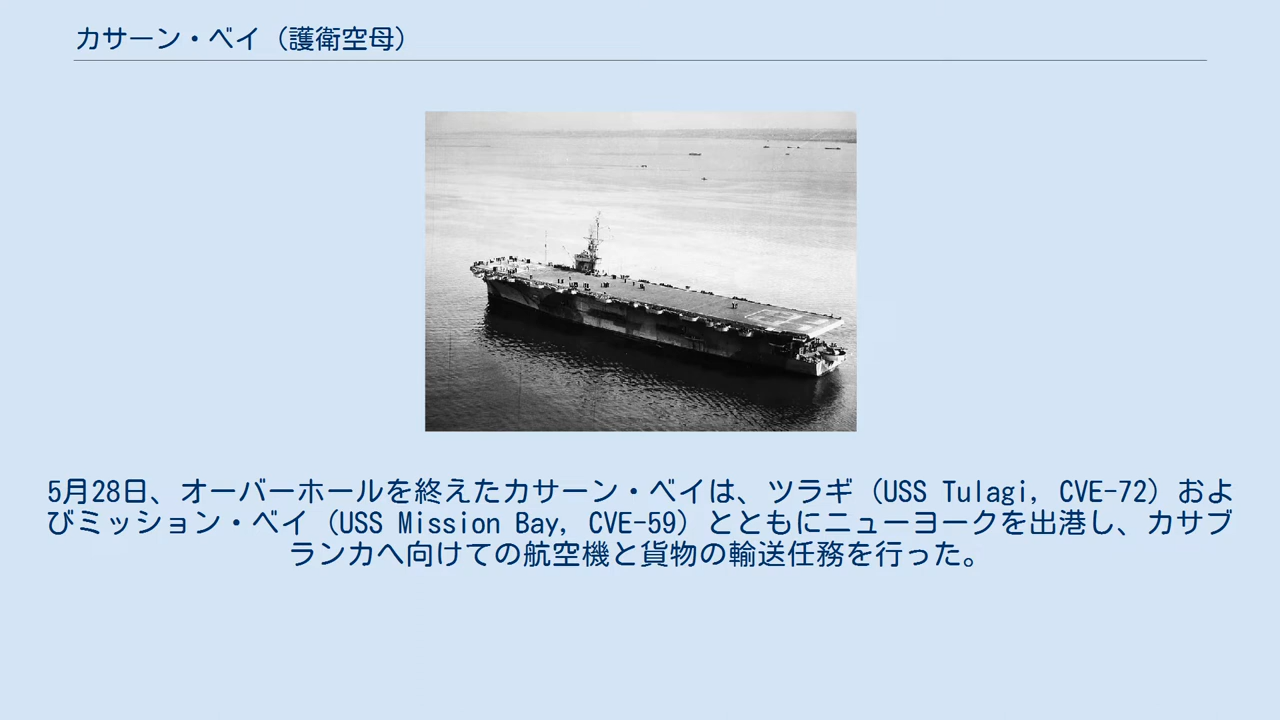 カサーン・ベイ（護衛空母）
5月28日、オーバーホールを終えたカサーン・ベイは、ツラギ（USS Tulagi, CVE-72）およ
びミッション・ベイ（USS Mission Bay, CVE-59）とともにニューヨークを出港し、カサブ
ランカへ向けての航空機と貨物の輸送任務を行った。